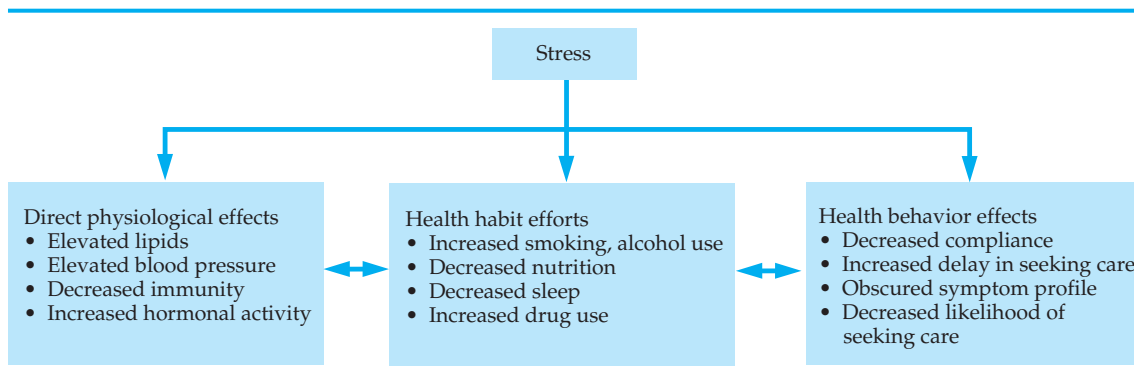 Stress
Direct physiological effects
• Elevated lipids
• Elevated blood pressure
• Decreased immunity
• Increased hormonal activity
Health habit efforts
• Increased smoking, alcohol use
• Decreased nutrition
• Decreased sleep
• Increased drug use
Health behavior effects
• Decreased compliance
• Increased delay in seeking care
• Obscured symptom profile
• Decreased likelihood of
seeking care